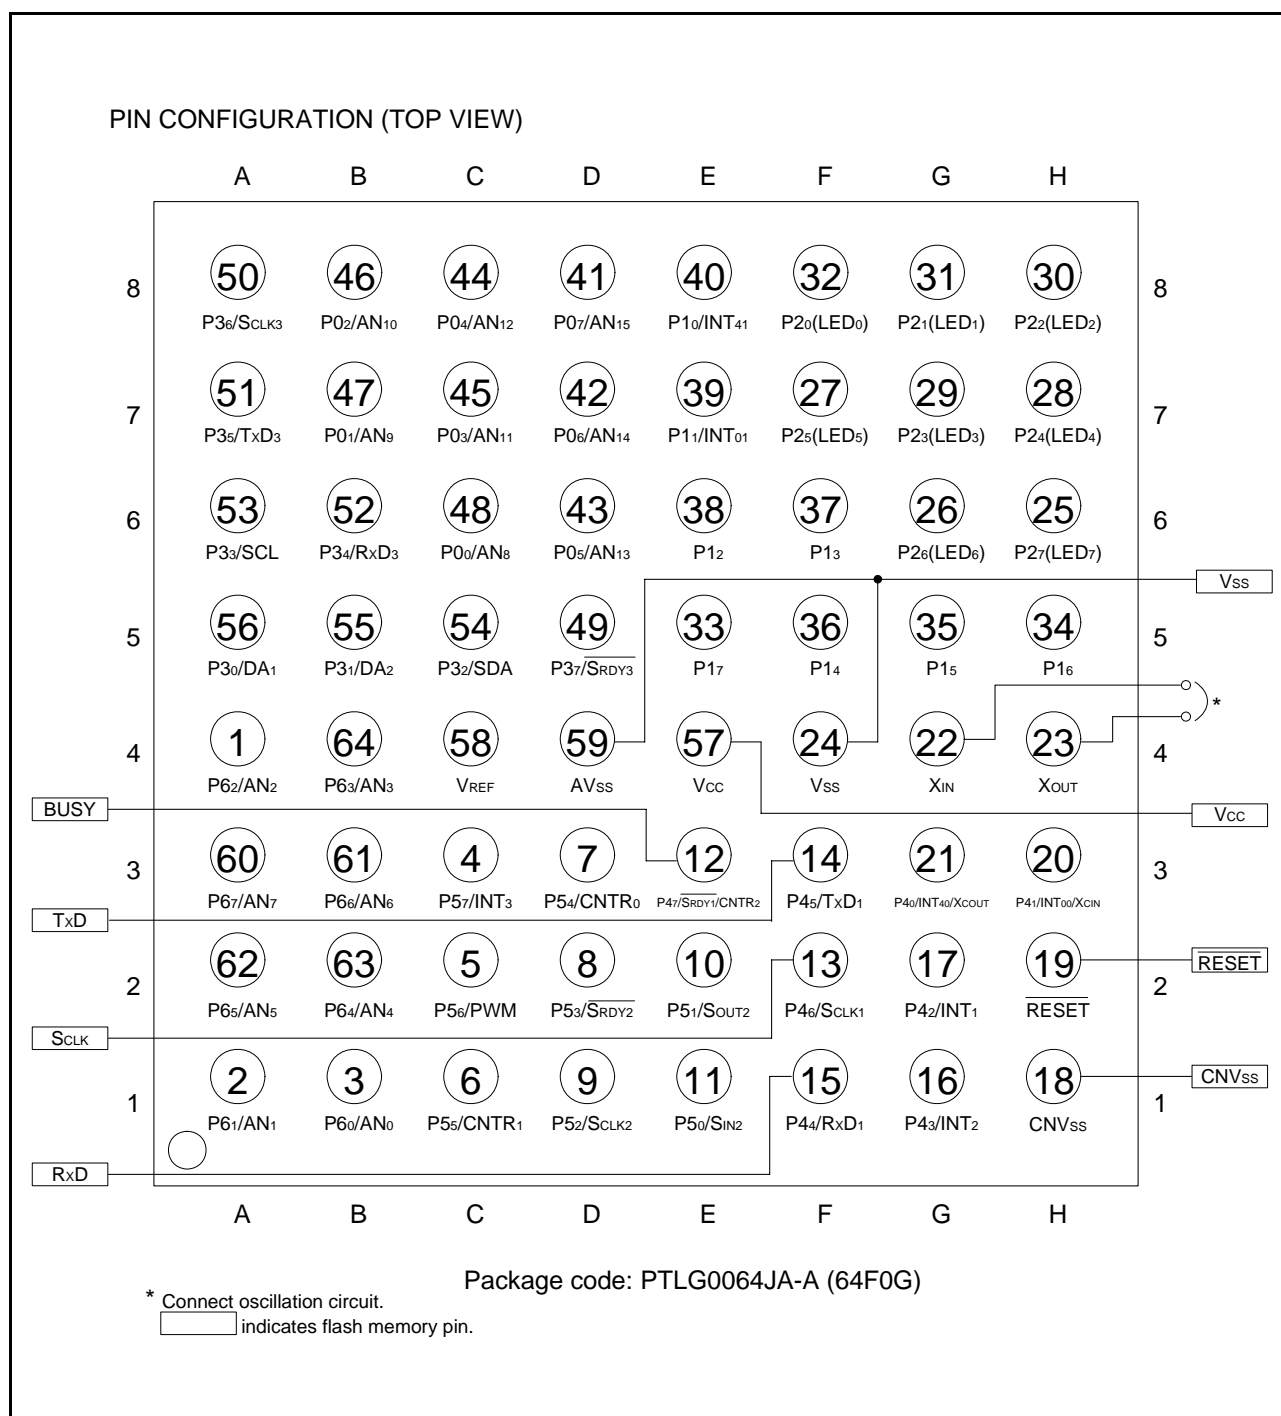 PIN CONFIGURATION (TOP VIEW)
A B C D E F G H
8 50 46 44 41 40 32 31 30 8
P36/SCLK3 P02/AN10 P04/AN12 P07/AN15 P10/INT41 P20(LED0) P21(LED1) P22(LED2)
7 51 47 45 42 39 27 29 28 7
P35/TXD3 P01/AN9 P03/AN11 P06/AN14 P11/INT01 P25(LED5) P23(LED3) P24(LED4)
6 53 52 48 43 38 37 26 25 6
P33/SCL P34/RXD3 P00/AN8 P05/AN13 P12 P13 P26(LED6) P27(LED7)
VSS
5 56 55 54 49 33 36 35 34 5
P30/DA1 P31/DA2 P32/SDA P37/SRDY3 P17 P14 P15 P16
*
4 1 64 58 59 57 24 22 23 4
P62/AN2 P63/AN3 VREF AVSS VCC VSS XIN XOUT
BUSY VCC
3 60 61 4 7 12 14 21 20 3
P67/AN7 P66/AN6 P57/INT3 P54/CNTR0 P47/SRDY1/CNTR2 P45/TXD1 P40/INT40/XCOUT P41/INT00/XCIN
TXD
2 62 63 5 8 10 13 17 19 2 RESET
P65/AN5 P64/AN4 P56/PWM P53/SRDY2 P51/SOUT2 P46/SCLK1 P42/INT1 RESET
SCLK
1 2 3 6 9 11 15 16 18 1 CNVSS
P61/AN1 P60/AN0 P55/CNTR1 P52/SCLK2 P50/SIN2 P44/RXD1 P43/INT2 CNVSS
RXD
A B C D E F G H
Package code: PTLG0064JA-A (64F0G)
* Connect oscillation circuit.
indicates flash memory pin.